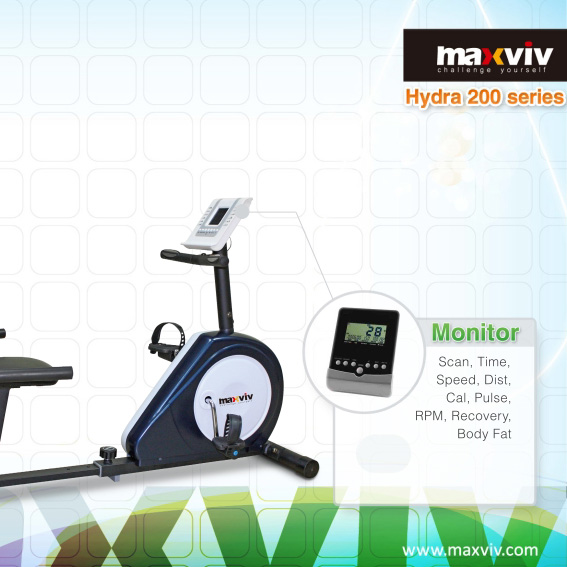 maxviv
challenge yourself
Hydra 200 series
28
Monitor
Scan, Time,
Speed, Dist,
Cal, Pulse,
RPM, Recovery,
Body Fat
maxviv
www.maxviv.com